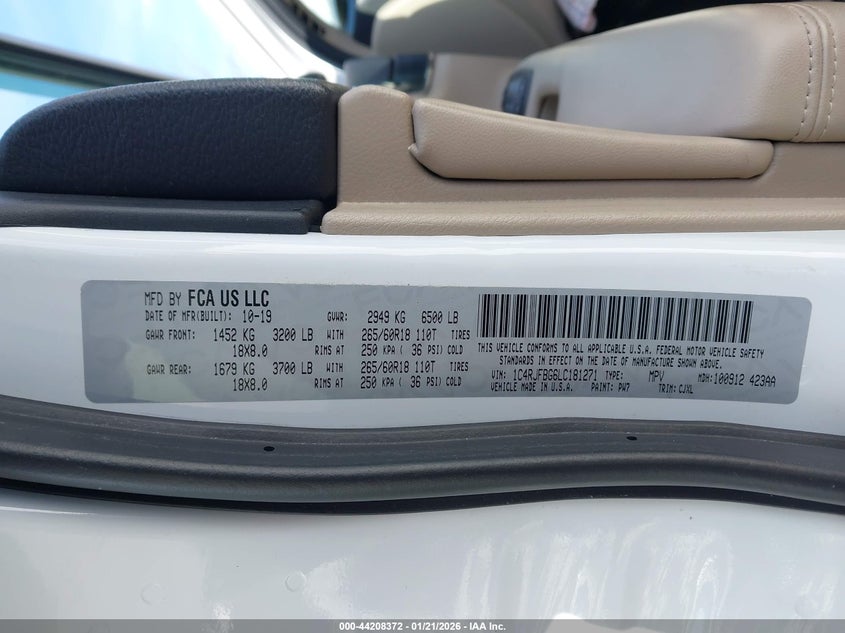 MFD BY FCA US LLC
DATE OF MFR(BUILT): 10-19 GVWR: 2949 KG 6500 LB
GAWR FRONT: 1452 KG 3200 LB WITH 265/60R18 110T TIRES
18X8.0 RIMS AT 250 KPA ( 36 PSI) COLD
GAWR REAR: 1679 KG 3700 LB WITH 265/60R18 110T TIRES
18X8.0 RIMS AT 250 KPA ( 36 PSI) COLD
THIS VEHICLE CONFORMS TO ALL APPLICABLE U.S.A. FEDERAL MOTOR VEHICLE SAFETY
STANDARDS IN EFFECT ON THE DATE OF MANUFACTURE SHOWN ABOVE.
VIN: 1C4RJFBG6LC181271 TYPE: MPV MDH: 100912 423AA
VEHICLE MADE IN U.S.A. PAINT: PW7 TRIM: CJXL
000-44208372 | 01/21/2026 | IAA Inc.